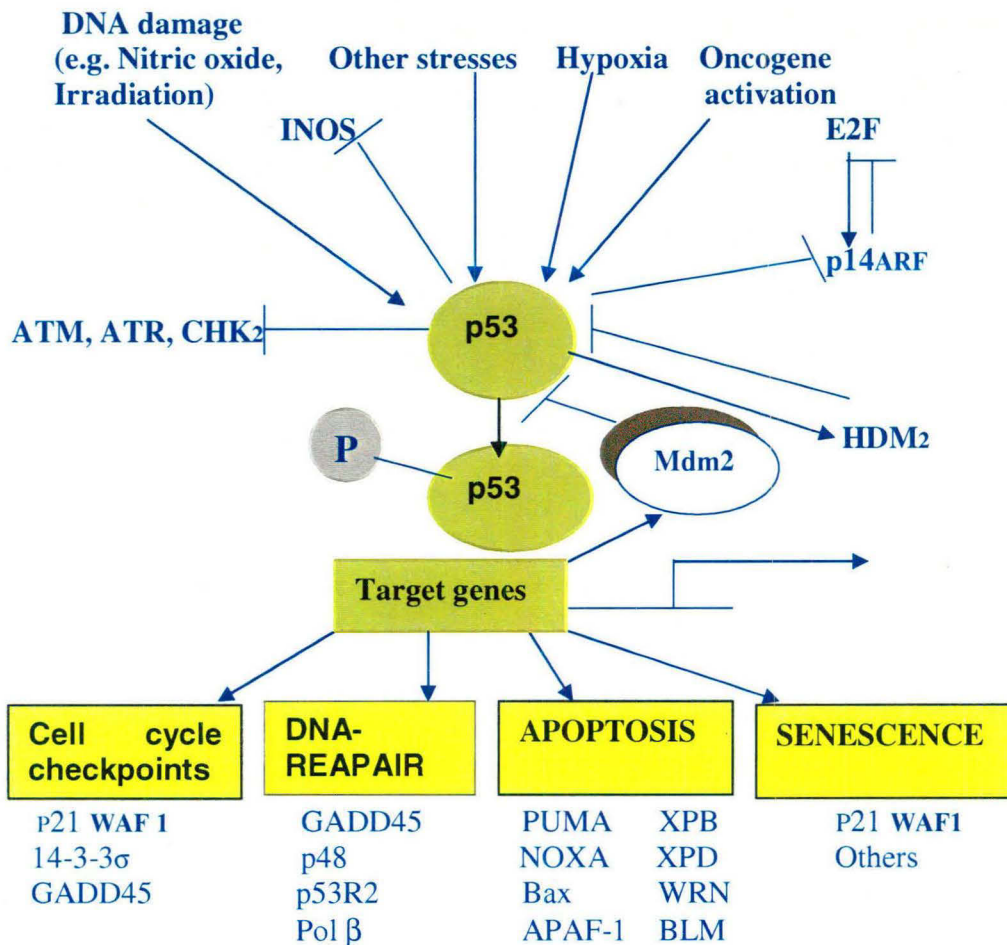 DNA damage
(e.g. Nitric oxide,
Irradiation)
Other stresses
Hypoxia
Oncogene
activation
INOS
E2F
p14ARF
p53
ATM, ATR, CHK2
HDM2
P
Mdm2
p53
Target genes
Cell cycle
checkpoints
P21 WAF 1
14-3-3σ
GADD45
DNA-
REAPAIR
GADD45
p48
p53R2
Pol β
APOPTOSIS
PUMA XPB
NOXA XPD
Bax WRN
APAF-1 BLM
SENESCENCE
P21 WAF1
Others